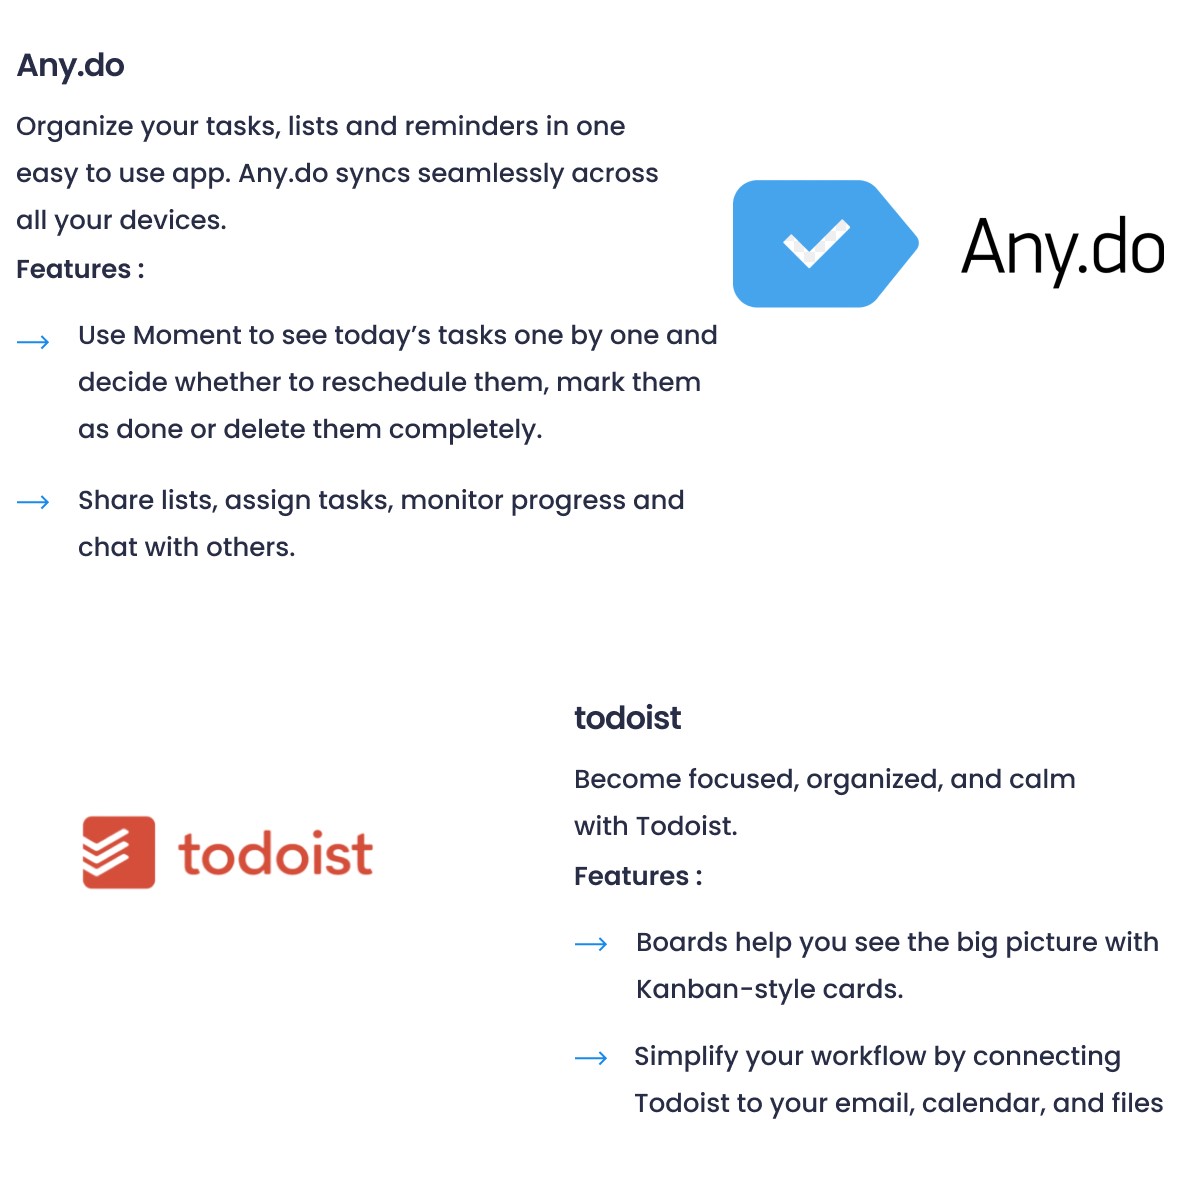 Any.do
Organize your tasks, lists and reminders in one
easy to use app. Any.do syncs seamlessly across
all your devices.
Features :
Use Moment to see today’s tasks one by one and
decide whether to reschedule them, mark them
as done or delete them completely.
Share lists, assign tasks, monitor progress and
chat with others.
Any.do
todoist
todoist
Become focused, organized, and calm
with Todoist.
Features :
Boards help you see the big picture with
Kanban-style cards.
Simplify your workflow by connecting
Todoist to your email, calendar, and files